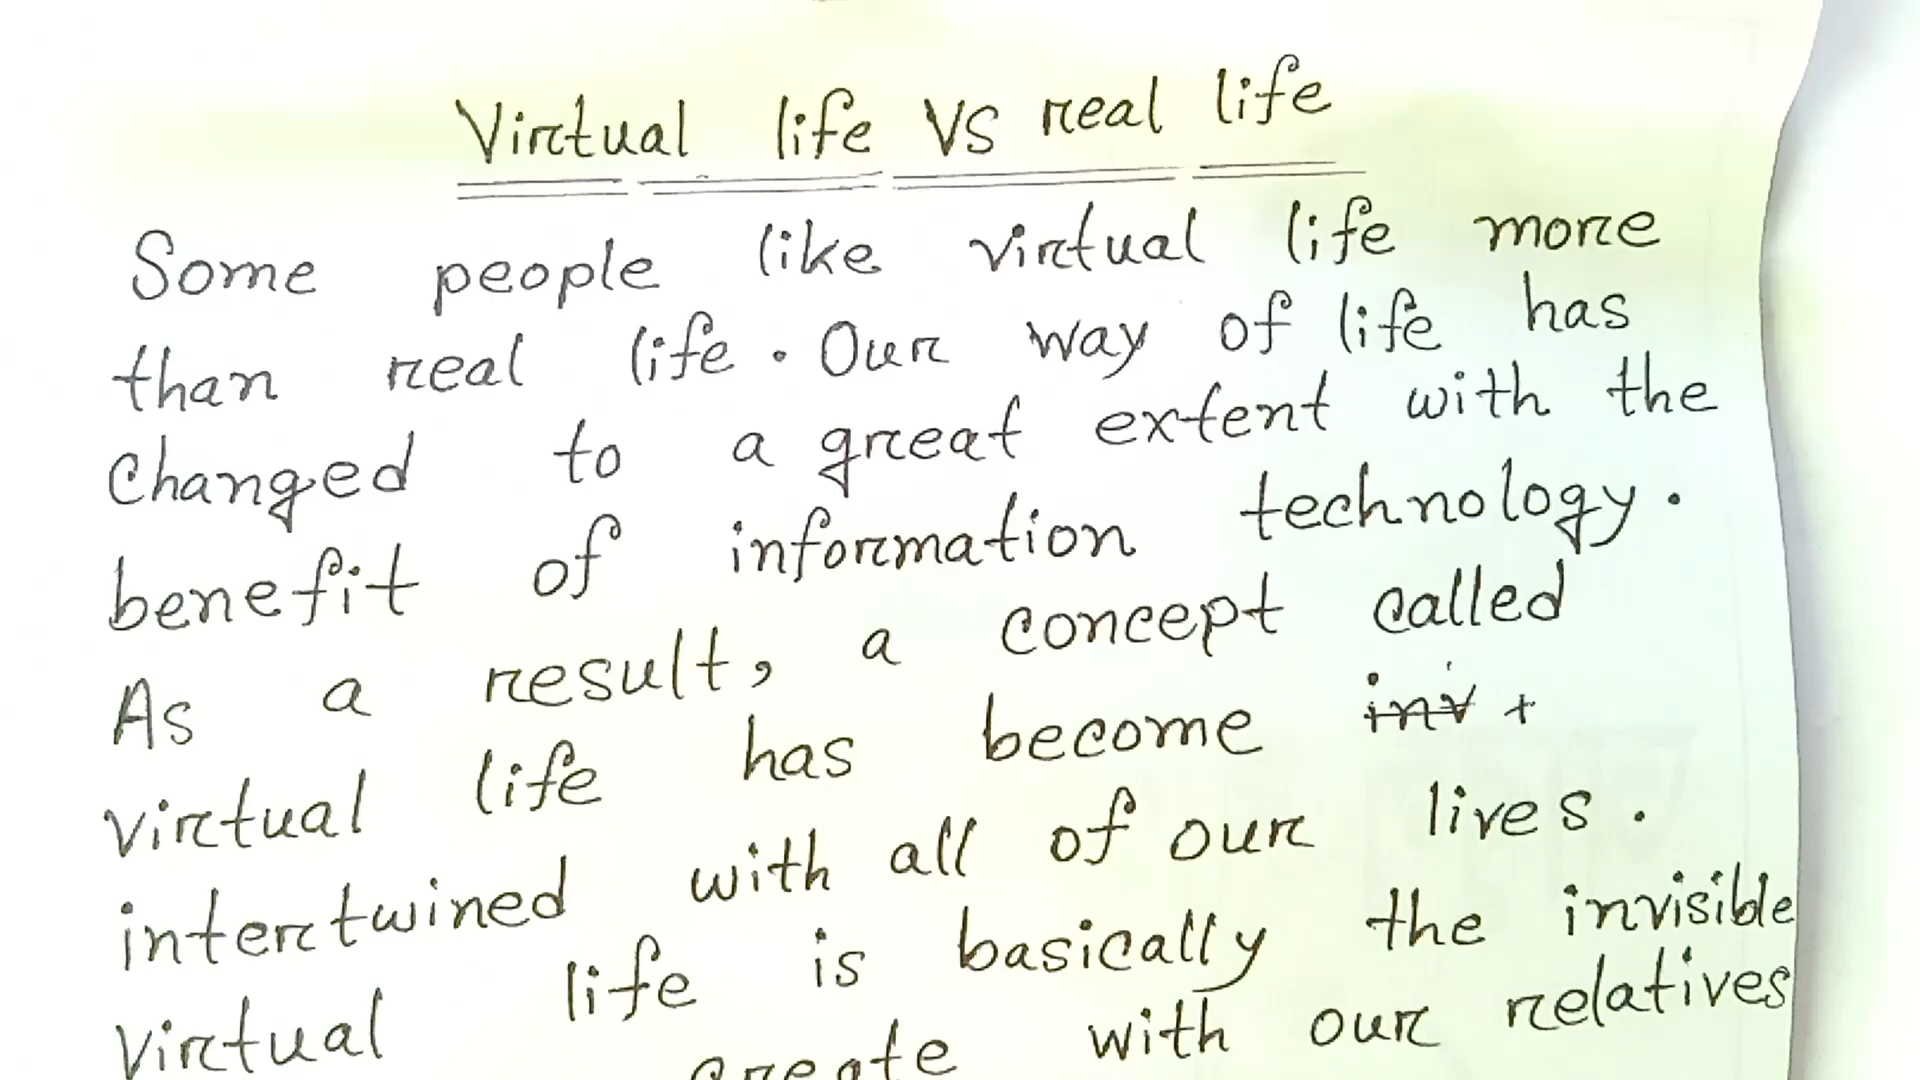 Virtual life VS real life
Some people like virtual life more
than real life. Our way of life has
changed to a great extent with the
benefit of information technology.
As a result, a concept called
virtual life has become inv
intertwined with all of our lives.
Virtual life is basically the invisible
create with our relatives